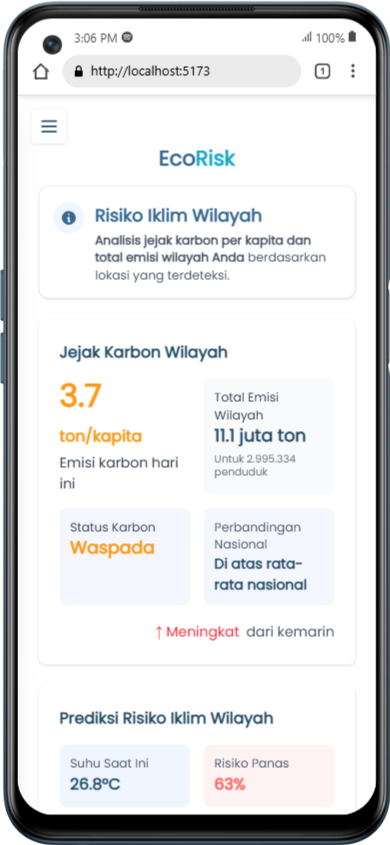 3:06 PM
100%
http://localhost:5173
1
EcoRisk
Risiko Iklim Wilayah
Analisis jejak karbon per kapita dan
total emisi wilayah Anda berdasarkan
lokasi yang terdeteksi.
Jejak Karbon Wilayah
3.7
ton/kapita
Emisi karbon hari
ini
Total Emisi
Wilayah
11.1 juta ton
Untuk 2.995.334
penduduk
Status Karbon
Waspada
Perbandingan
Nasional
Di atas rata-
rata nasional
↑ Meningkat dari kemarin
Prediksi Risiko Iklim Wilayah
Suhu Saat Ini
26.8°C
Risiko Panas
63%